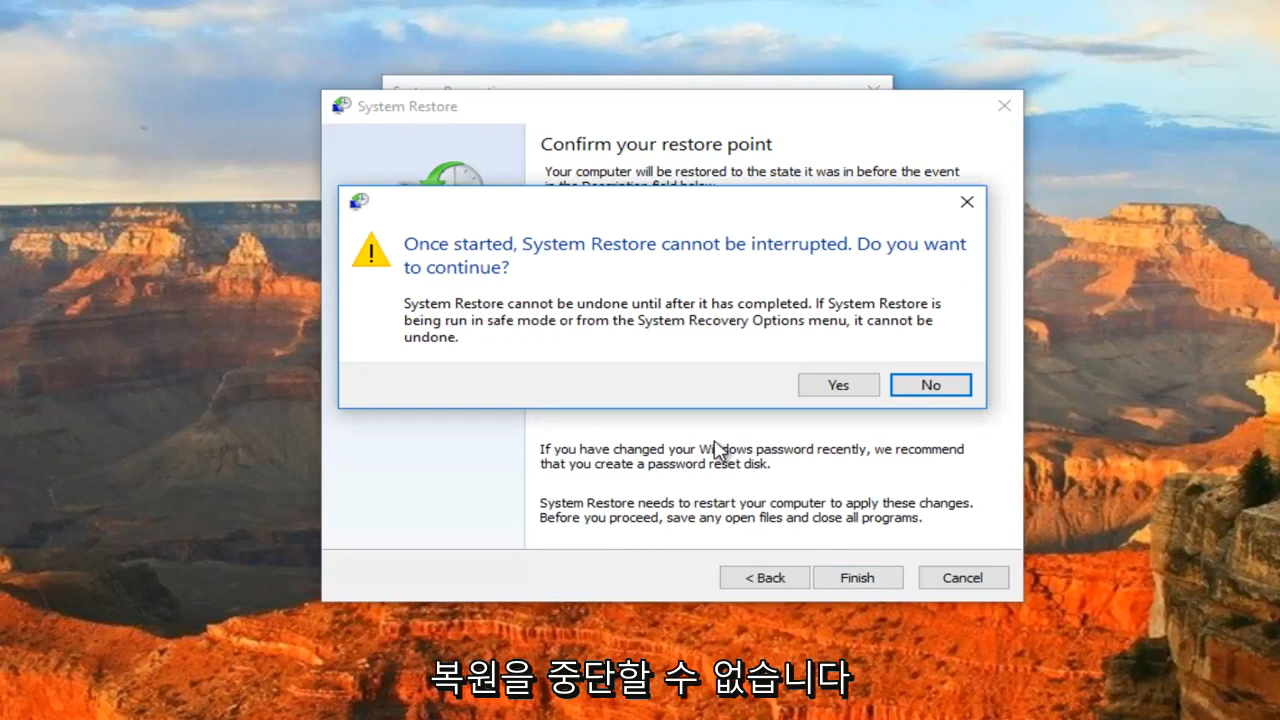 System Restore
Confirm your restore point
Your computer will be restored to the state it was in before the event
in the Description field below.
Once started, System Restore cannot be interrupted. Do you want
to continue?
System Restore cannot be undone until after it has completed. If System Restore is
being run in safe mode or from the System Recovery Options menu, it cannot be
undone.
Yes
No
If you have changed your Windows password recently, we recommend
that you create a password reset disk.
System Restore needs to restart your computer to apply these changes.
Before you proceed, save any open files and close all programs.
< Back
Finish
Cancel
복원을 중단할 수 없습니다